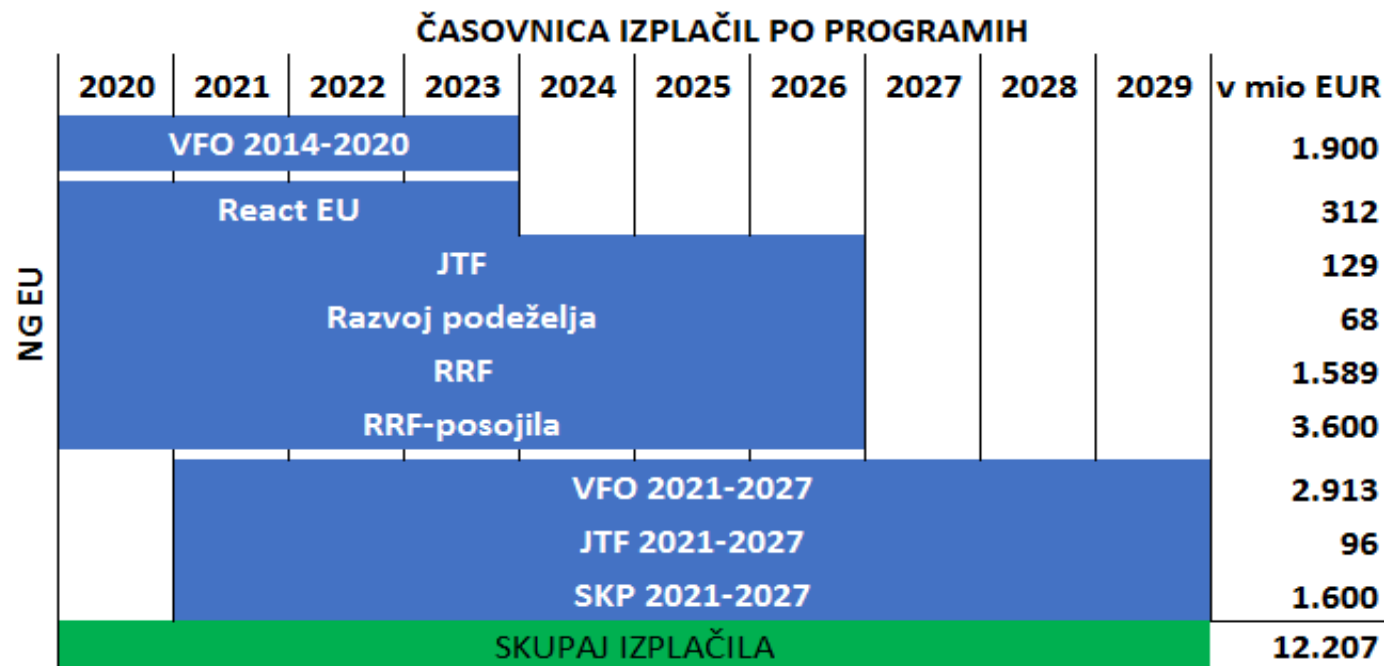 ČASOVNICA IZPLAČIL PO PROGRAMIH
2020 2021 2022 2023 2024 2025 2026 2027 2028 2029 v mio EUR
VFO 2014-2020 1.900
NG EU
React EU 312
JTF 129
Razvoj podeželja 68
RRF 1.589
RRF-posojila 3.600
VFO 2021-2027 2.913
JTF 2021-2027 96
SKP 2021-2027 1.600
SKUPAJ IZPLAČILA 12.207